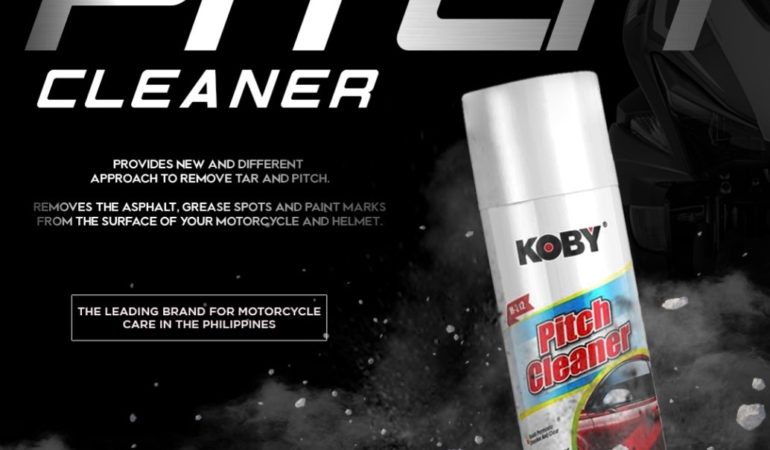 PITCH
CLEANER
PROVIDES NEW AND DIFFERENT
APPROACH TO REMOVE TAR AND PITCH.
REMOVES THE ASPHALT, GREASE SPOTS AND PAINT MARKS
FROM THE SURFACE OF YOUR MOTORCYCLE AND HELMET.
THE LEADING BRAND FOR MOTORCYCLE
CARE IN THE PHILIPPINES
KOBY®
Pitch
Cleaner